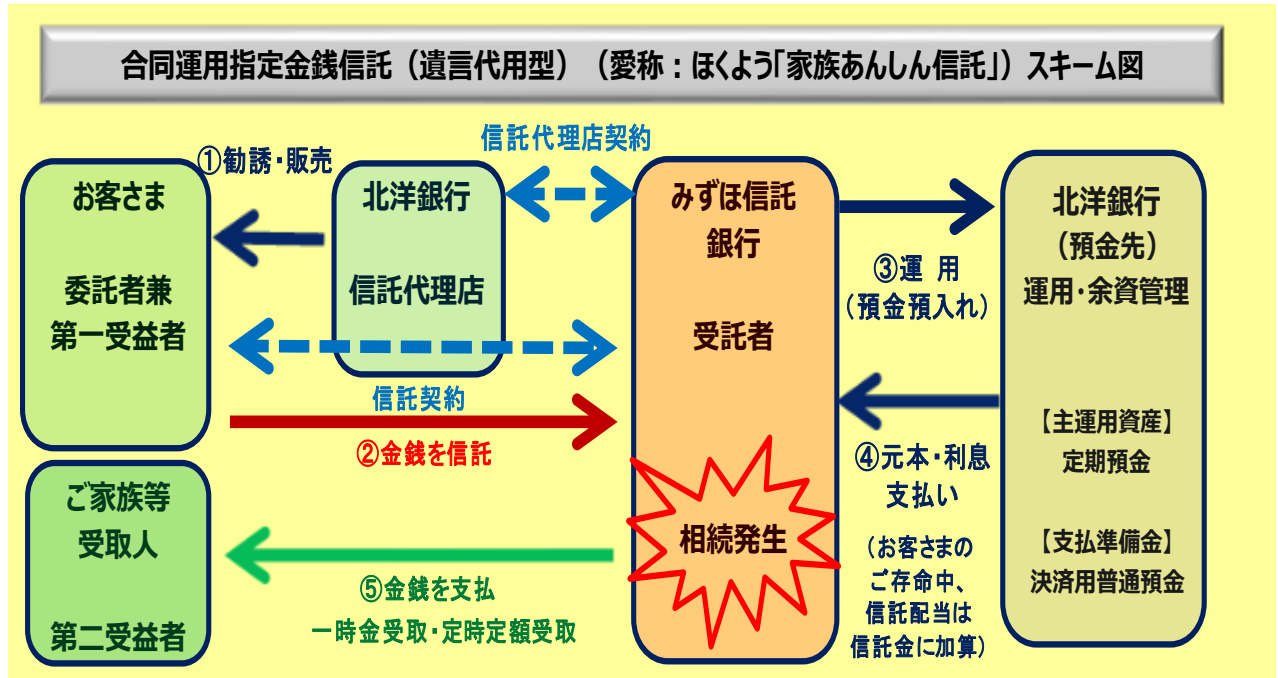 合同運用指定金銭信託（遺言代用型）（愛称：ほくよう「家族あんしん信託」）スキーム図
①勧誘・販売
信託代理店契約
お客さま
委託者兼
第一受益者
北洋銀行
信託代理店
みずほ信託
銀行
受託者
北洋銀行
（預金先）
運用・余資管理
③運　用
（預金預入れ）
信託契約
②金銭を信託
【主運用資産】
定期預金
④元本・利息
支払い
ご家族等
受取人
第二受益者
相続発生
（お客さまの
ご存命中、
信託配当は
信託金に加算）
【支払準備金】
決済用普通預金
⑤金銭を支払
一時金受取・定時定額受取